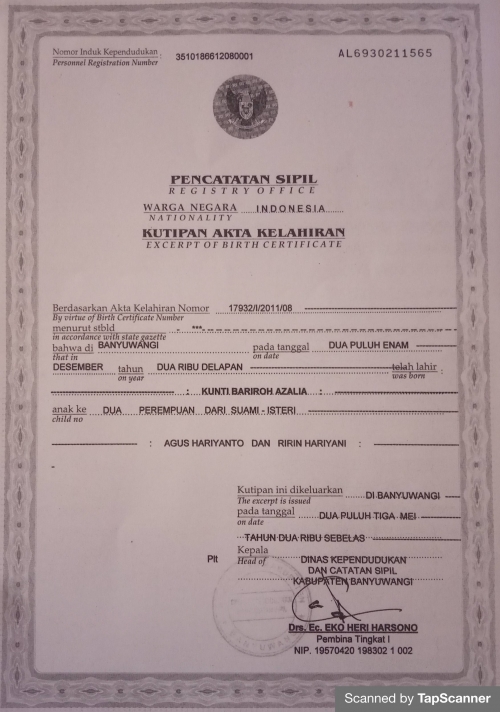 Nomor Induk Kependudukan : 3510186612080001
Personnel Registration Number
AL6930211565
PENCATATAN SIPIL
REGISTRY OFFICE
WARGA NEGARA INDONESIA
NATIONALITY
KUTIPAN AKTA KELAHIRAN
EXCERPT OF BIRTH CERTIFICATE
Berdasarkan Akta Kelahiran Nomor 17932/I/2011/08
By virtue of Birth Certificate Number
menurut stbld - ***
in accordance with state gazette
bahwa di BANYUWANGI pada tanggal DUA PULUH ENAM
that in on date
DESEMBER tahun DUA RIBU DELAPAN telah lahir :
on year was born
: KUNTI BARIROH AZALIA :
anak ke DUA PEREMPUAN DARI SUAMI - ISTERI
child no
: AGUS HARIYANTO DAN RIRIN HARIYANI :
-
Kutipan ini dikeluarkan DI BANYUWANGI
The excerpt is issued
pada tanggal DUA PULUH TIGA MEI
on date
TAHUN DUA RIBU SEBELAS
Plt Kepala DINAS KEPENDUDUKAN
Head of DAN CATATAN SIPIL
KABUPATEN BANYUWANGI
Drs. Ec. EKO HERI HARSONO
Pembina Tingkat I
NIP. 19570420 198302 1 002
Scanned by TapScanner